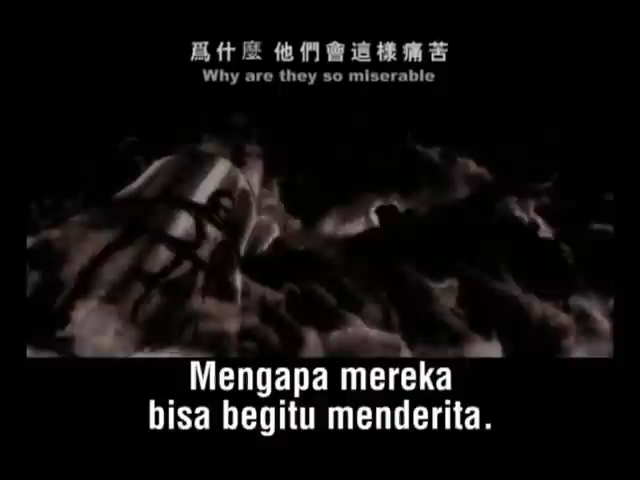 爲什麼 他們會這樣痛苦
Why are they so miserable
Mengapa mereka
bisa begitu menderita.